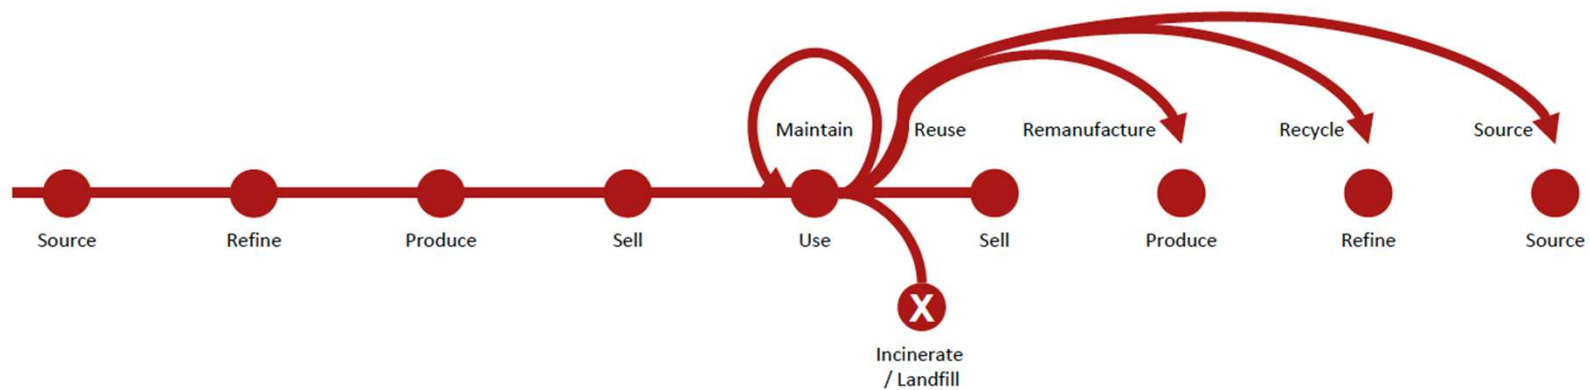 Maintain
Reuse
Remanufacture
Recycle
Source
Source
Refine
Produce
Sell
Use
Sell
Produce
Refine
Source
X
Incinerate
/ Landfill